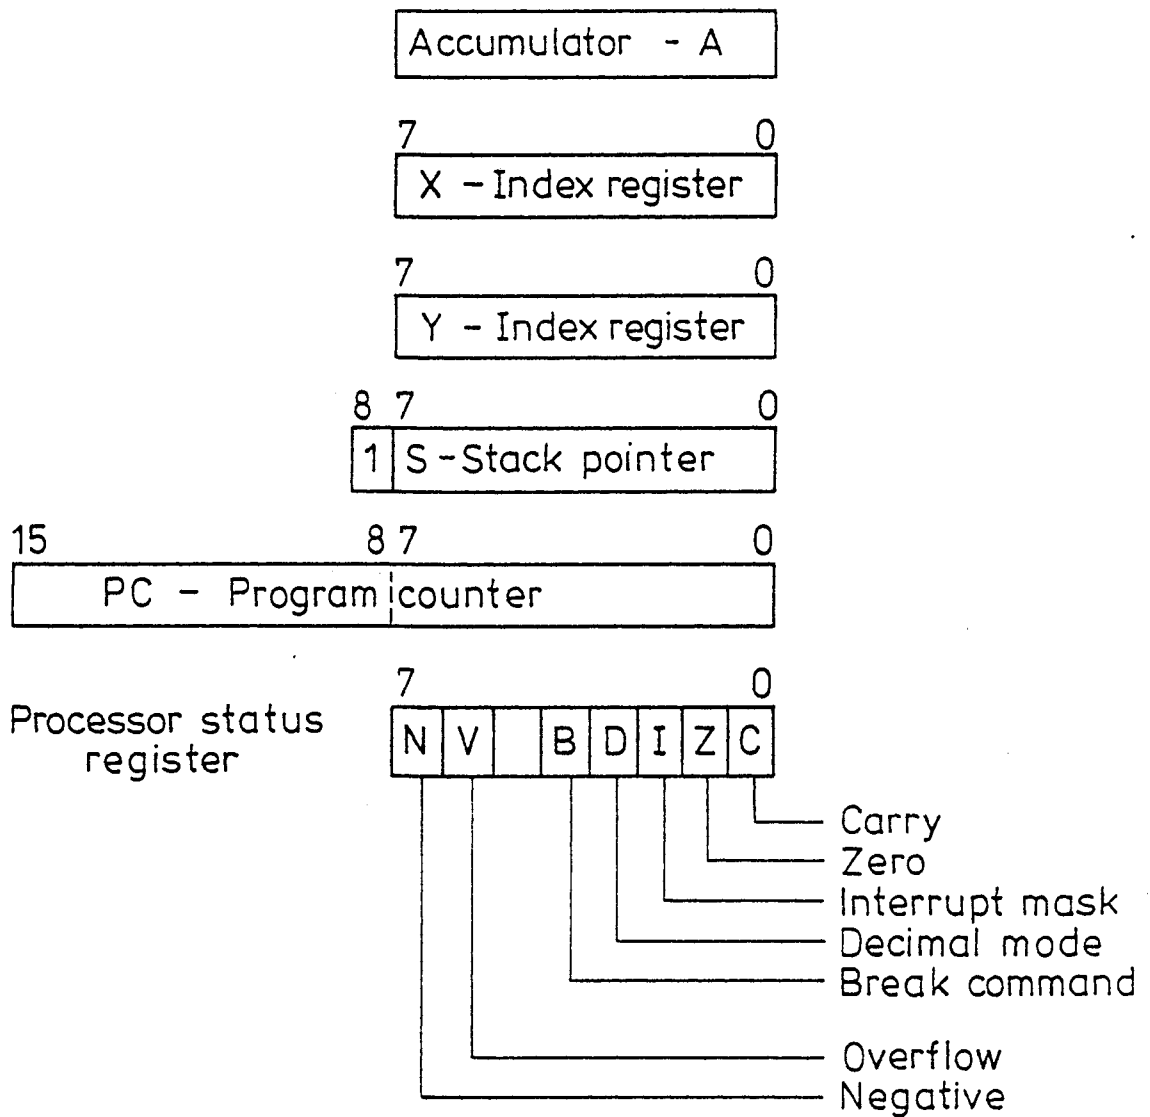 Accumulator - A
7 0
X - Index register
7 0
Y - Index register
8 7 0
1 S - Stack pointer
15 8 7 0
PC - Program counter
7 0
Processor status
register
N V B D I Z C
Carry
Zero
Interrupt mask
Decimal mode
Break command
Overflow
Negative